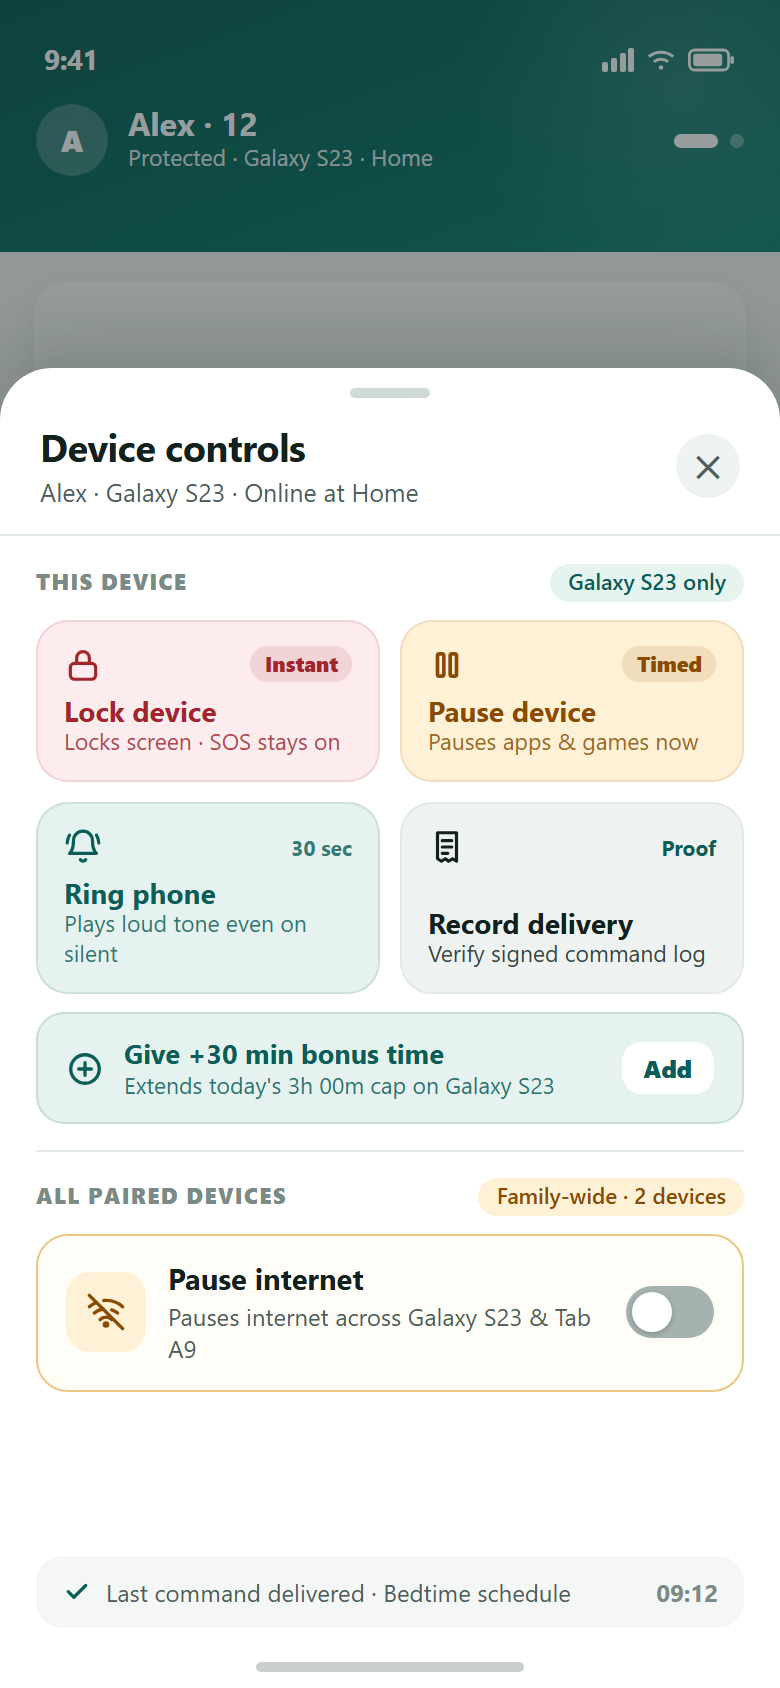 9:41
A
Alex · 12
Protected · Galaxy S23 · Home
Device controls
Alex · Galaxy S23 · Online at Home
THIS DEVICE
Galaxy S23 only
Instant
Lock device
Locks screen · SOS stays on
Timed
Pause device
Pauses apps & games now
30 sec
Ring phone
Plays loud tone even on
silent
Proof
Record delivery
Verify signed command log
Give +30 min bonus time
Extends today's 3h 00m cap on Galaxy S23
Add
ALL PAIRED DEVICES
Family-wide · 2 devices
Pause internet
Pauses internet across Galaxy S23 & Tab
A9
Last command delivered · Bedtime schedule
09:12